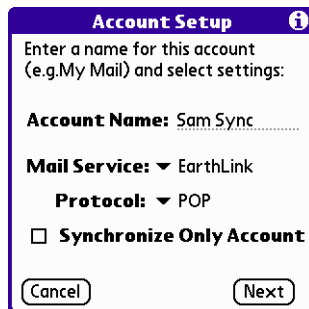 Account Setup
Enter a name for this account
(e.g.My Mail) and select settings:
Account Name: Sam Sync
Mail Service: EarthLink
Protocol: POP
Synchronize Only Account
Cancel Next